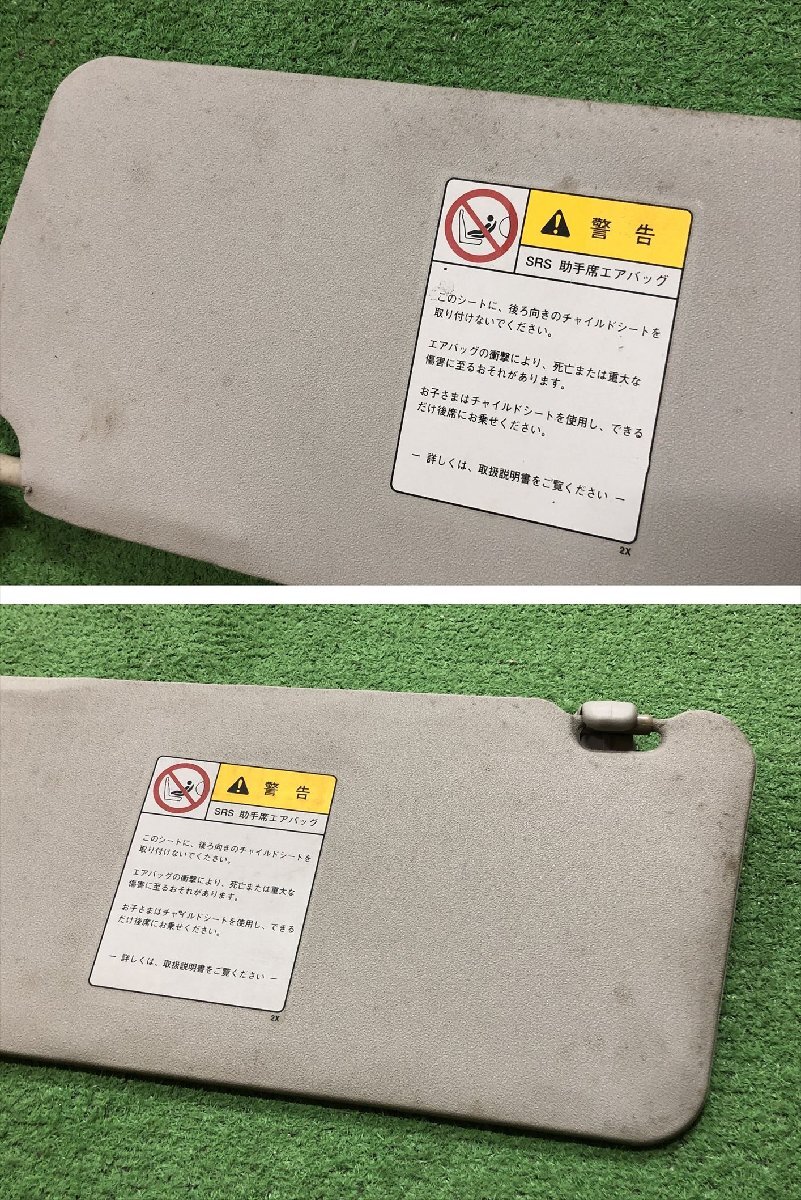 警告
SRS 助手席エアバッグ
このシートに、後ろ向きのチャイルドシートを
取り付けないでください。
エアバッグの衝撃により、死亡または重大な
傷害に至るおそれがあります。
お子さまはチャイルドシートを使用し、できる
だけ後席にお乗せください。
― 詳しくは、取扱説明書をご覧ください ―
2X
警告
SRS 助手席エアバッグ
このシートに、後ろ向きのチャイルドシートを
取り付けないでください。
エアバッグの衝撃により、死亡または重大な
傷害に至るおそれがあります。
お子さまはチャイルドシートを使用し、できる
だけ後席にお乗せください。
― 詳しくは、取扱説明書をご覧ください ―
2X